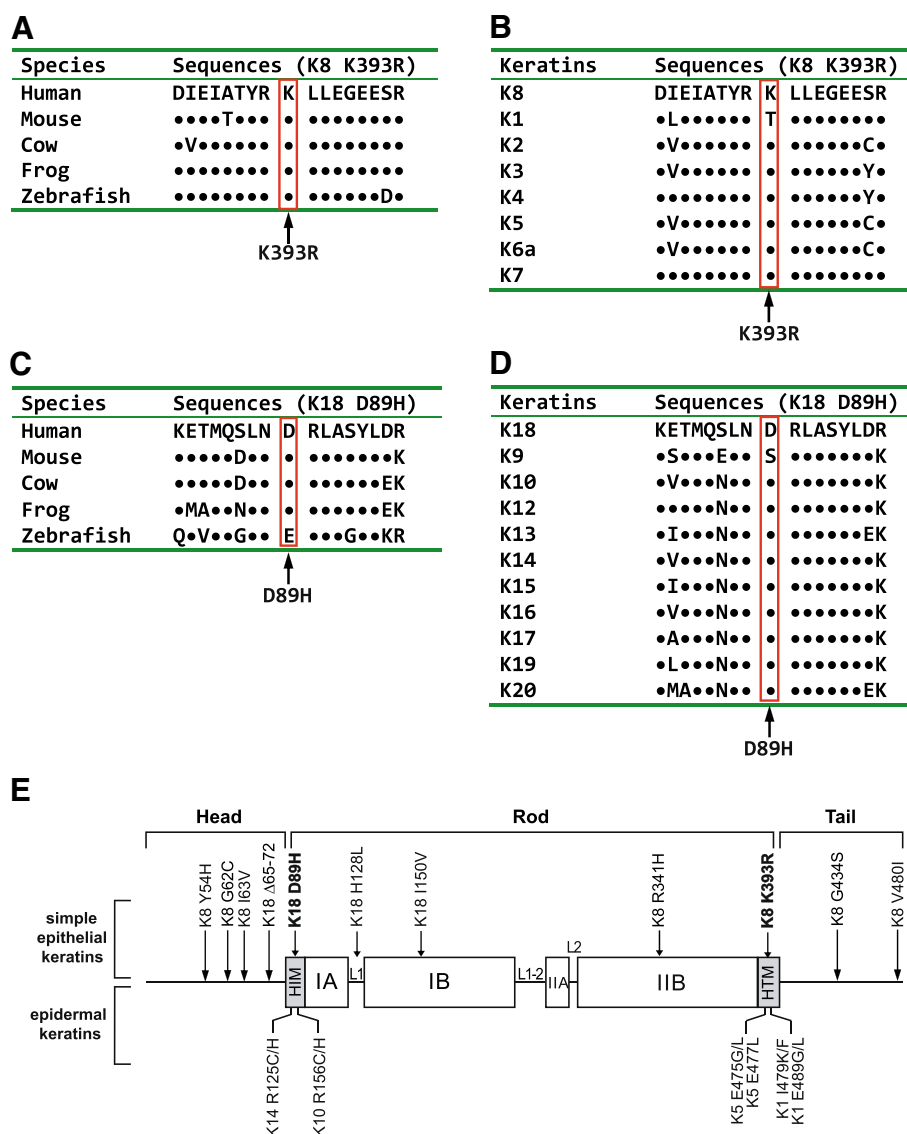 A
Species Sequences (K8 K393R)
Human DIEIATYR K LLEGEESR
Mouse ••••T••• • ••••••••
Cow •V•••••• • ••••••••
Frog •••••••• • ••••••••
Zebrafish •••••••• • ••••••D•
K393R
B
Keratins Sequences (K8 K393R)
K8 DIEIATYR K LLEGEESR
K1 •L•••••• T ••••••••
K2 •V•••••• • ••••••C•
K3 •V•••••• • ••••••Y•
K4 •••••••• • ••••••Y•
K5 •V•••••• • ••••••C•
K6a •V•••••• • ••••••C•
K7 •••••••• • ••••••••
K393R
C
Species Sequences (K18 D89H)
Human KETMQSLN D RLASYLDR
Mouse •••••D•• • •••••••K
Cow •••••D•• • ••••••EK
Frog •MA••N•• • ••••••EK
Zebrafish Q•V••G•• E •••G••KR
D89H
D
Keratins Sequences (K18 D89H)
K18 KETMQSLN D RLASYLDR
K9 •S•••E•• S •••••••K
K10 •V•••N•• • •••••••K
K12 •••••N•• • •••••••K
K13 •I•••N•• • ••••••EK
K14 •V•••N•• • •••••••K
K15 •I•••N•• • •••••••K
K16 •V•••N•• • •••••••K
K17 •A•••N•• • •••••••K
K19 •L•••N•• • •••••••K
K20 •MA••N•• • ••••••EK
D89H
E
Head Rod Tail
simple
epithelial
keratins
K8 Y54H
K8 G62C
K8 I63V
K18 Δ65-72
K18 D89H
K18 H128L
K18 I150V
K8 R341H
K8 K393R
K8 G434S
K8 V480I
HIM IA L1 IB L1-2 IIA L2 IIB HTM
epidermal
keratins
K14 R125C/H
K10 R156C/H
K5 E475G/L
K5 E477L
K1 I479K/F
K1 E489G/L